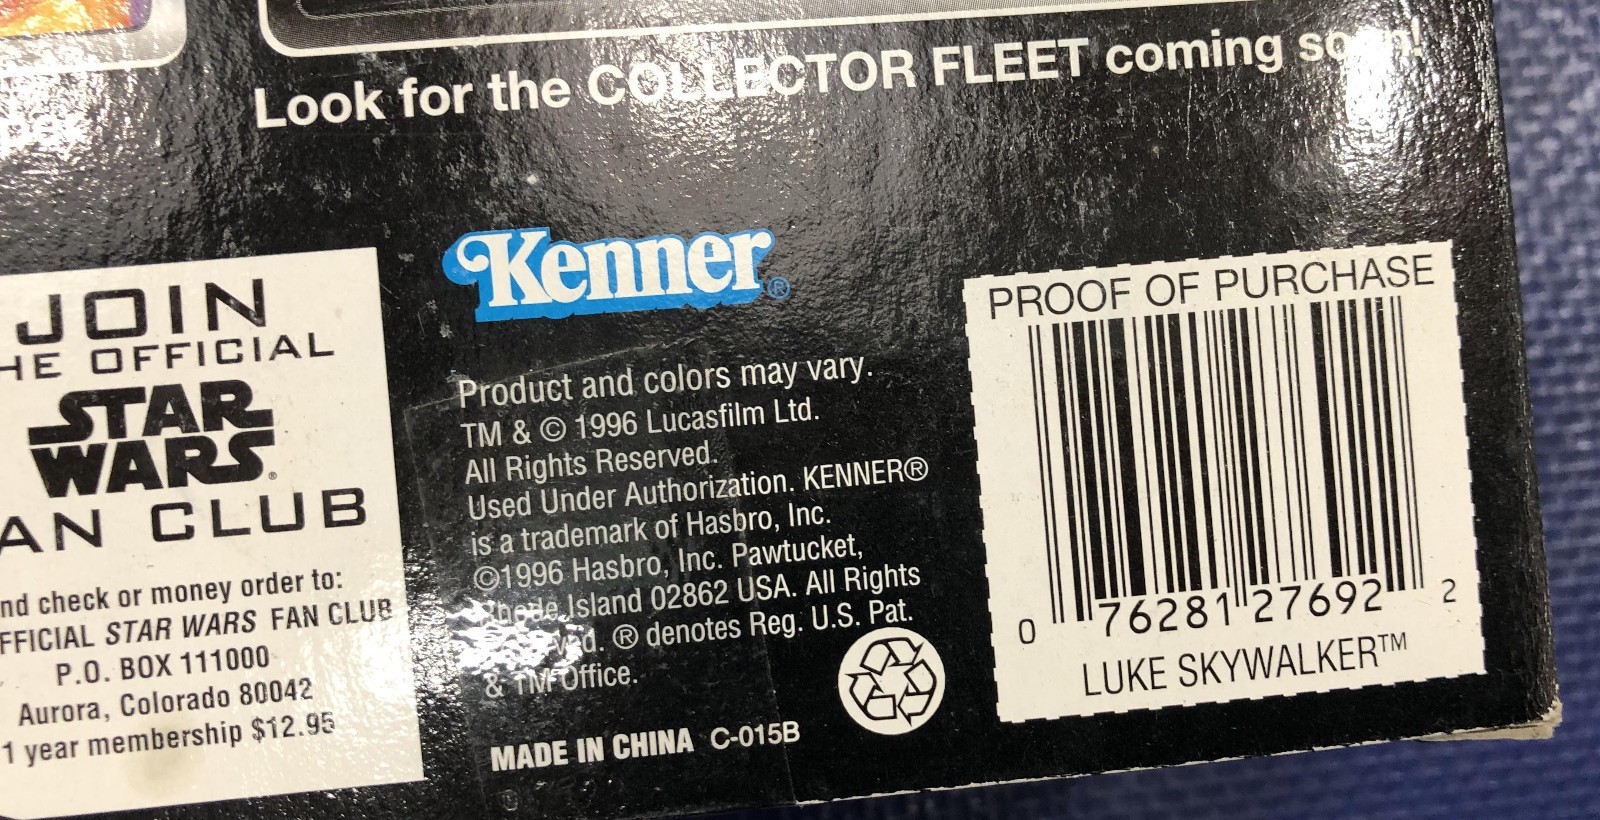 Look for the COLLECTOR FLEET coming soon!
JOIN
HE OFFICIAL
STAR
WARS®
AN CLUB
nd check or money order to:
FFICIAL STAR WARS FAN CLUB
P.O. BOX 111000
Aurora, Colorado 80042
1 year membership $12.95
Kenner®
Product and colors may vary.
TM & © 1996 Lucasfilm Ltd.
All Rights Reserved.
Used Under Authorization. KENNER®
is a trademark of Hasbro, Inc.
©1996 Hasbro, Inc. Pawtucket,
Rhode Island 02862 USA. All Rights
® denotes Reg. U.S. Pat.
& TM Office.
MADE IN CHINA C-015B
PROOF OF PURCHASE
0 76281 27692 2
LUKE SKYWALKER™